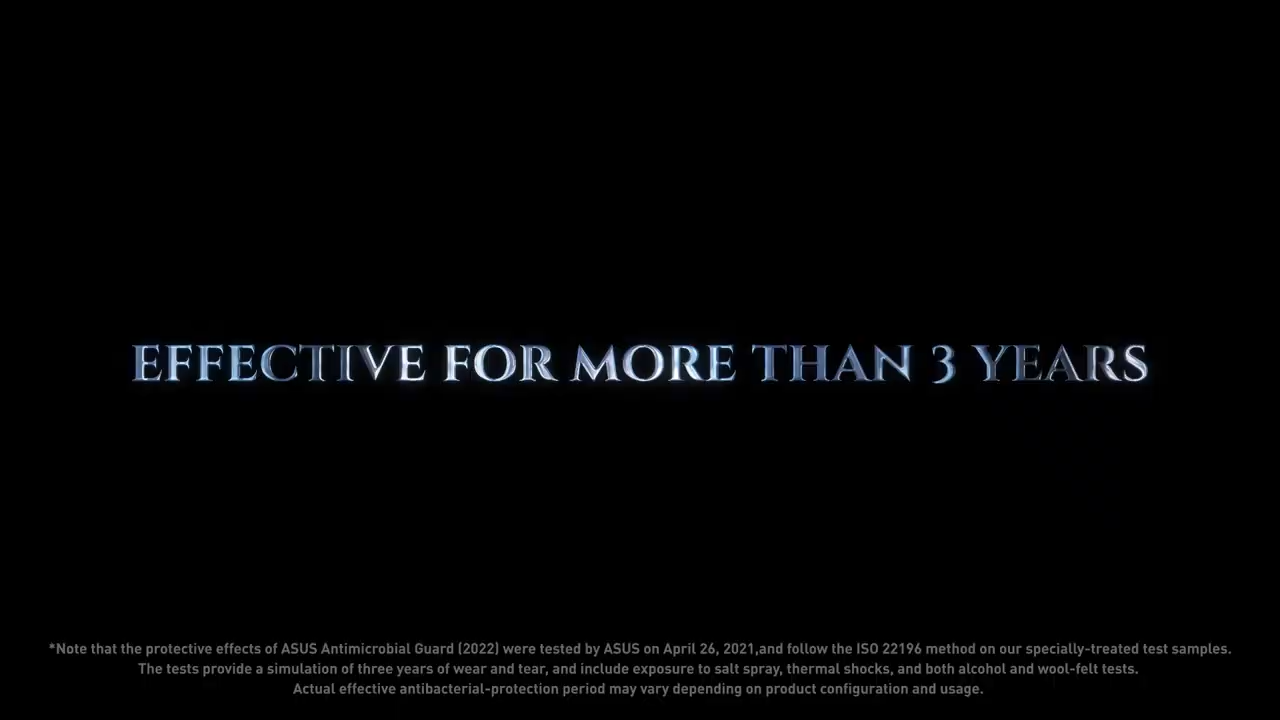 EFFECTIVE FOR MORE THAN 3 YEARS
*Note that the protective effects of ASUS Antimicrobial Guard (2022) were tested by ASUS on April 26, 2021,and follow the ISO 22196 method on our specially-treated test samples.
The tests provide a simulation of three years of wear and tear, and include exposure to salt spray, thermal shocks, and both alcohol and wool-felt tests.
Actual effective antibacterial-protection period may vary depending on product configuration and usage.